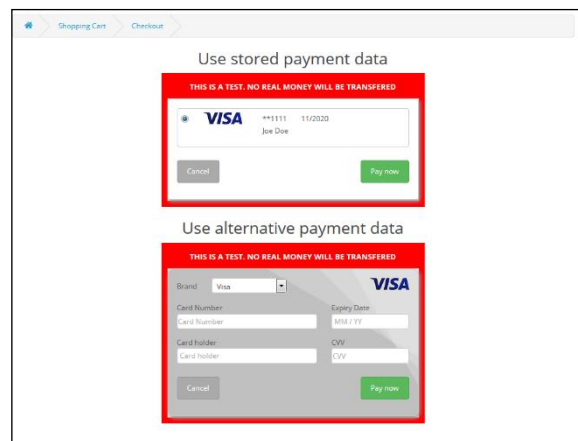 Shopping Cart Checkout
Use stored payment data
THIS IS A TEST. NO REAL MONEY WILL BE TRANSFERED
VISA **1111 11/2020
Joe Doe
Cancel Pay now
Use alternative payment data
THIS IS A TEST. NO REAL MONEY WILL BE TRANSFERED
Brand Visa VISA
Card Number Expiry Date
Card Number MM / YY
Card holder CVV
Card holder CVV
Cancel Pay now